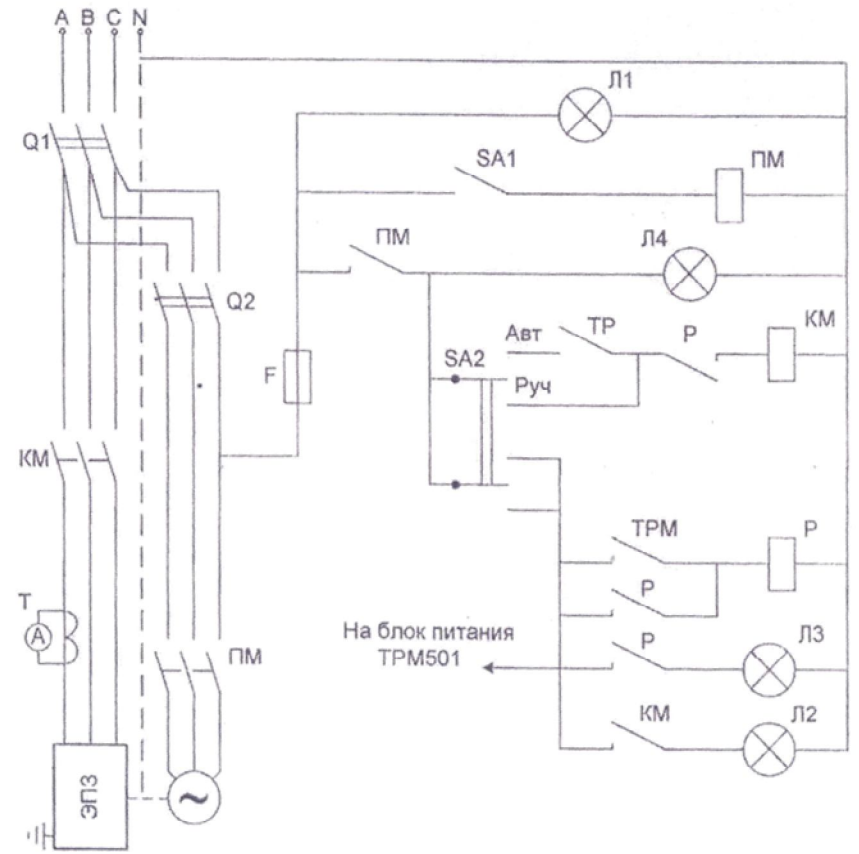 A B C N
Л1
Q1
SA1
ПМ
ПМ
Л4
Q2
Авт
ТР
Р
КМ
F
SA2
Руч
КМ
ТРМ
Р
Т
А
Р
На блок питания
ТРМ501
ПМ
Р
Л3
КМ
Л2
ЭПЗ
~